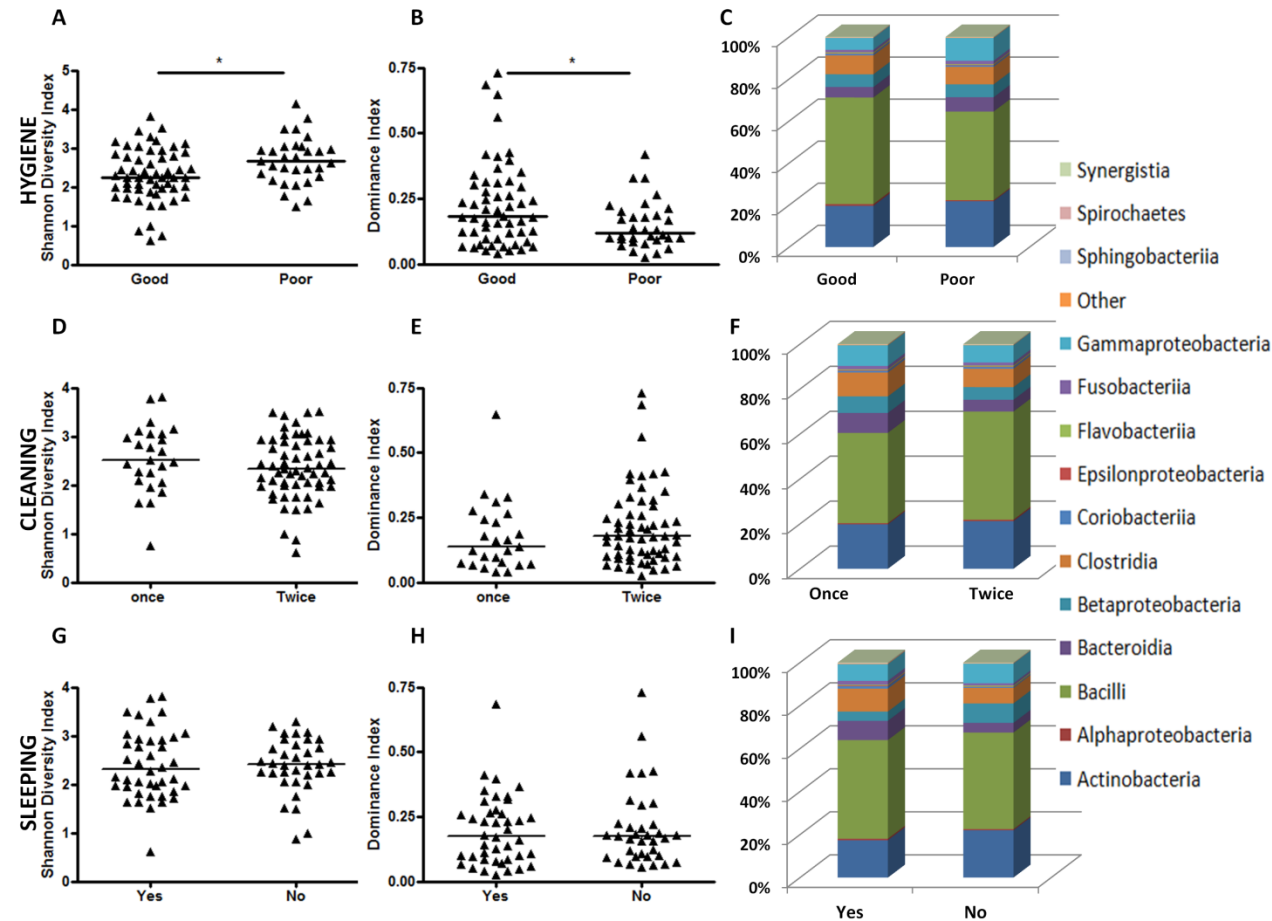 A
B
C
HYGIENE
Shannon Diversity Index
5
4
3
2
1
0
*
Good Poor
Dominance Index
0.75
0.50
0.25
0.00
*
Good Poor
100%
80%
60%
40%
20%
0%
Good Poor
D
E
F
CLEANING
Shannon Diversity Index
4
3
2
1
0
once Twice
Dominance Index
0.75
0.50
0.25
0.00
once Twice
100%
80%
60%
40%
20%
0%
Once Twice
G
H
I
SLEEPING
Shannon Diversity Index
4
3
2
1
0
Yes No
Dominance Index
0.75
0.50
0.25
0.00
Yes No
100%
80%
60%
40%
20%
0%
Yes No
Synergistia
Spirochaetes
Sphingobacteriia
Other
Gammaproteobacteria
Fusobacteriia
Flavobacteriia
Epsilonproteobacteria
Coriobacteriia
Clostridia
Betaproteobacteria
Bacteroidia
Bacilli
Alphaproteobacteria
Actinobacteria